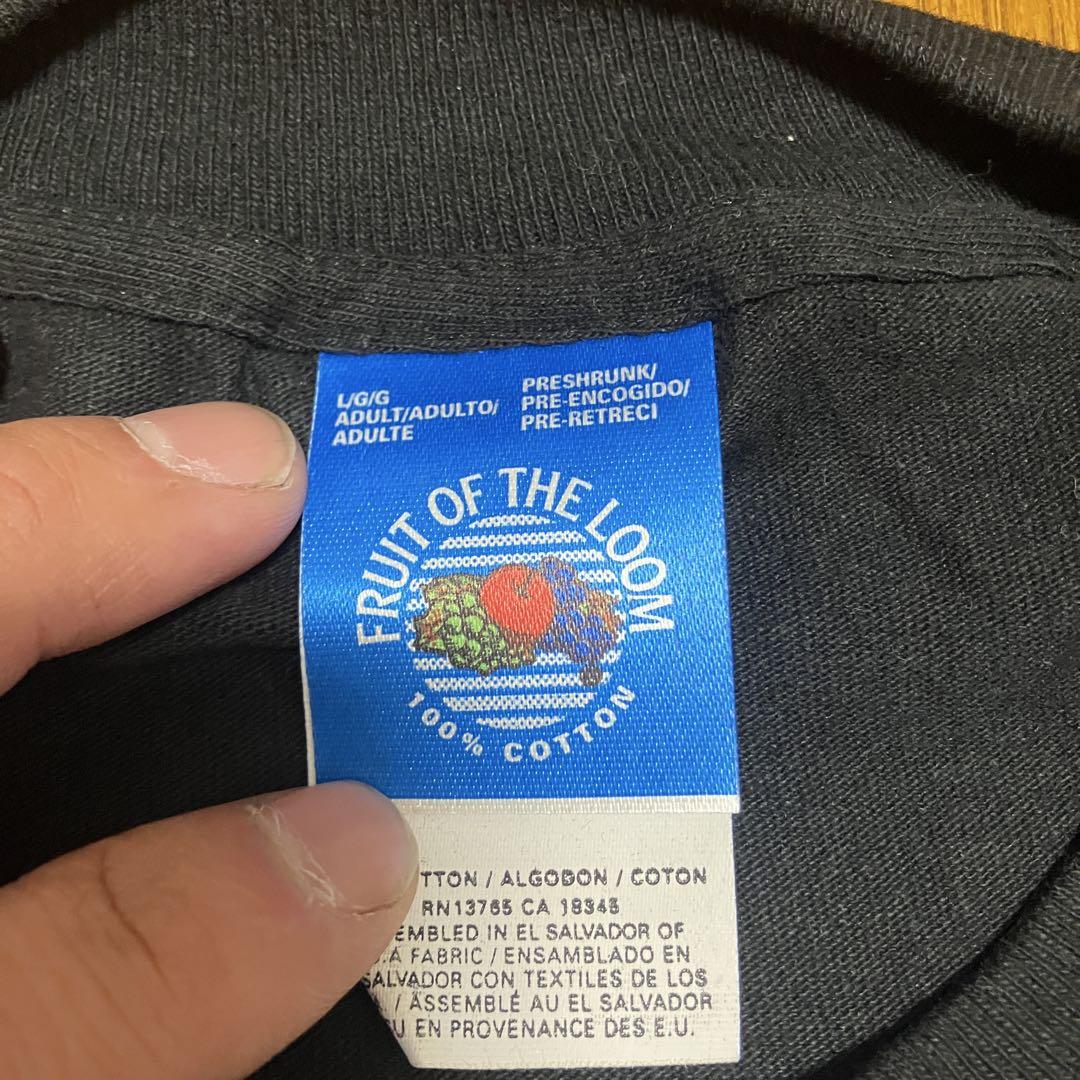 L/G/G
ADULT/ADULTO/
ADULTE
PRESHRUNK/
PRE-ENCOGIDO/
PRE-RETRECI
FRUIT OF THE LOOM
100% COTTON
TTON / ALGODON / COTON
RN13765 CA 18345
EMBLED IN EL SALVADOR OF
.A FABRIC / ENSAMBLADO EN
SALVADOR CON TEXTILES DE LOS
/ ASSEMBLÉ AU EL SALVADOR
U EN PROVENANCE DES E.U.